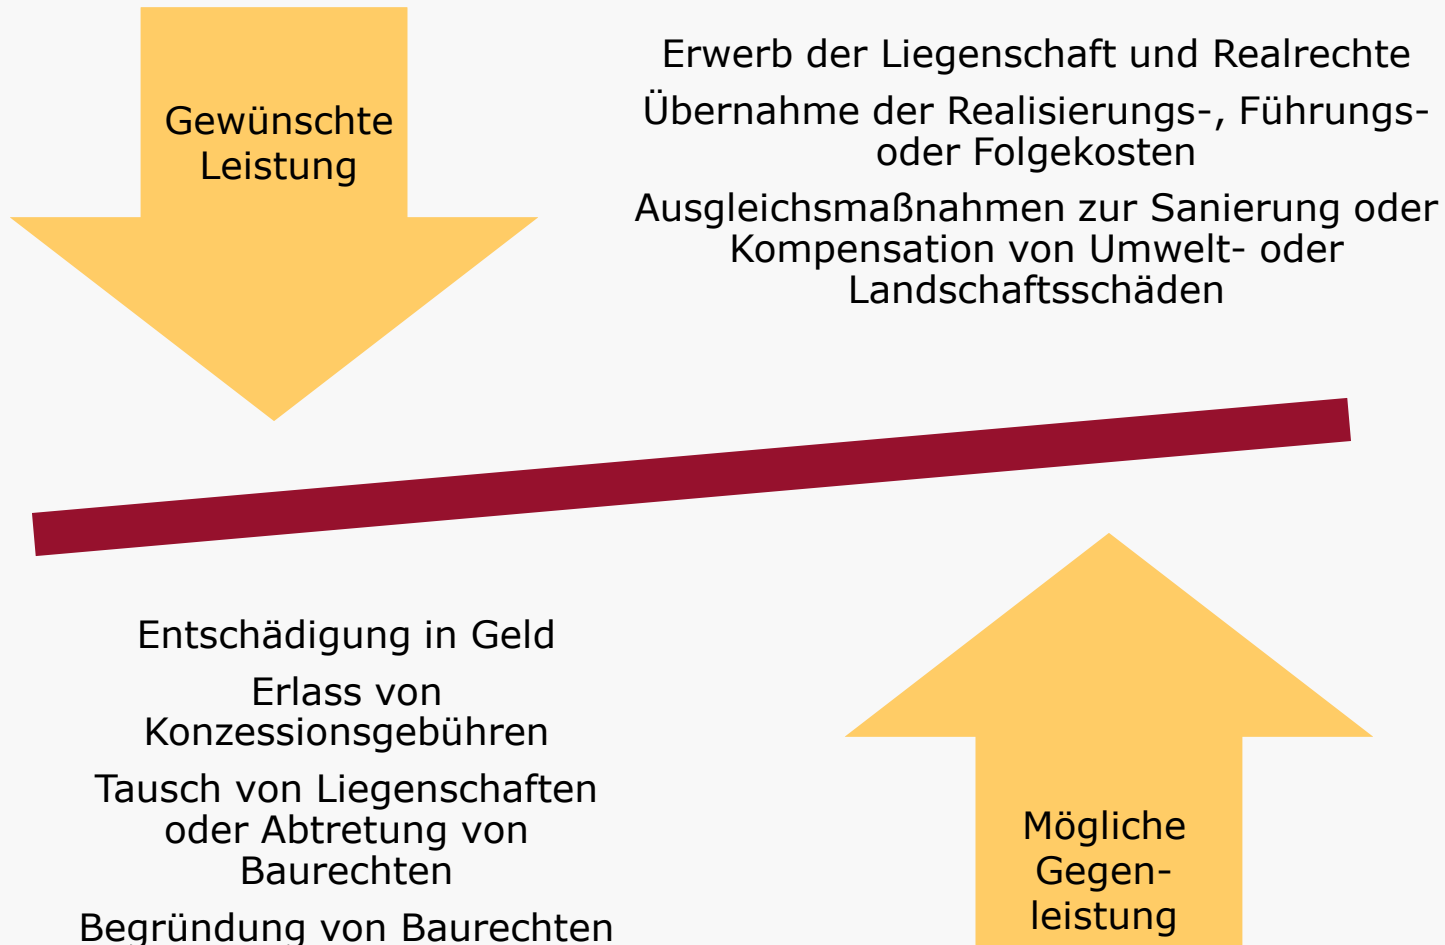 Gewünschte
Leistung
Erwerb der Liegenschaft und Realrechte
Übernahme der Realisierungs-, Führungs-
oder Folgekosten
Ausgleichsmaßnahmen zur Sanierung oder
Kompensation von Umwelt- oder
Landschaftsschäden
Entschädigung in Geld
Erlass von
Konzessionsgebühren
Tausch von Liegenschaften
oder Abtretung von
Baurechten
Begründung von Baurechten
Mögliche
Gegen-
leistung